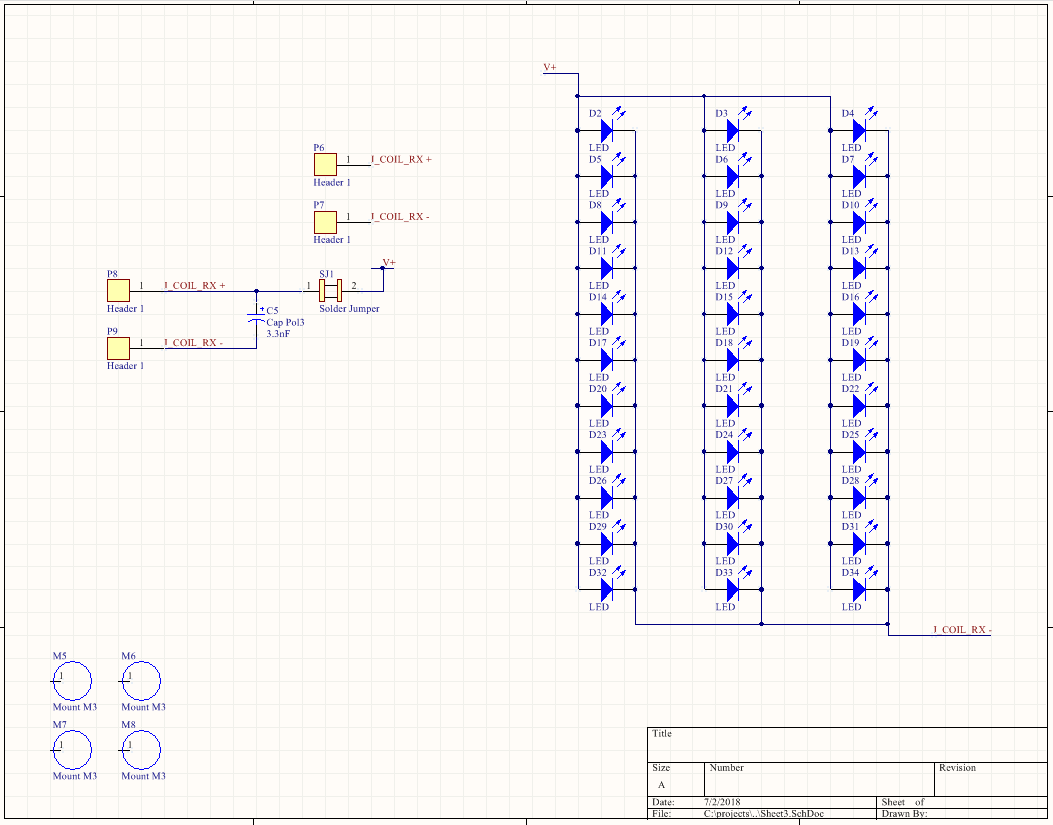 V+
D2 D3 D4
LED LED LED
P6
1 J_COIL_RX +
Header 1
D5 D6 D7
LED LED LED
P7
1 J_COIL_RX -
Header 1
D8 D9 D10
LED LED LED
D11 D12 D13
LED LED LED
V+
P8
1 J_COIL_RX +
Header 1
SJ1
1 2
Solder Jumper
C5
Cap Pol3
3.3nF
P9
1 J_COIL_RX -
Header 1
D14 D15 D16
LED LED LED
D17 D18 D19
LED LED LED
D20 D21 D22
LED LED LED
D23 D24 D25
LED LED LED
D26 D27 D28
LED LED LED
D29 D30 D31
LED LED LED
D32 D33 D34
LED LED LED
J_COIL_RX -
M5 M6
1 1
Mount M3 Mount M3
M7 M8
1 1
Mount M3 Mount M3
Title
Size Number Revision
A
Date: 7/2/2018 Sheet of
File: C:\projects\..\Sheet3.SchDoc Drawn By: